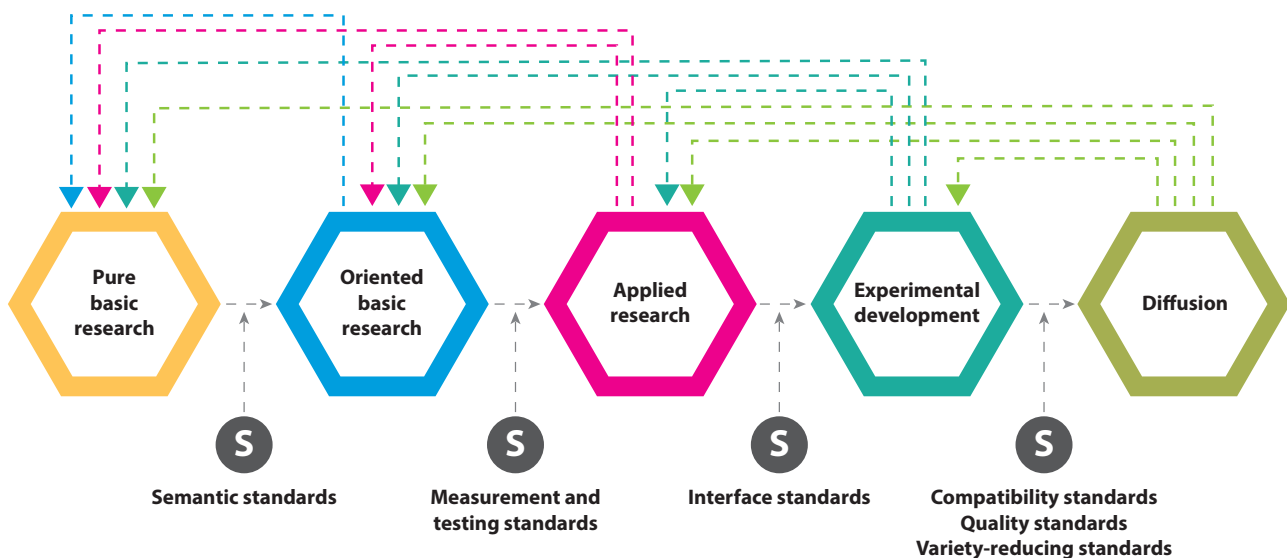 Pure
basic
research
Oriented
basic
research
Applied
research
Experimental
development
Diffusion
S
S
S
S
Semantic standards
Measurement and
testing standards
Interface standards
Compatibility standards
Quality standards
Variety-reducing standards